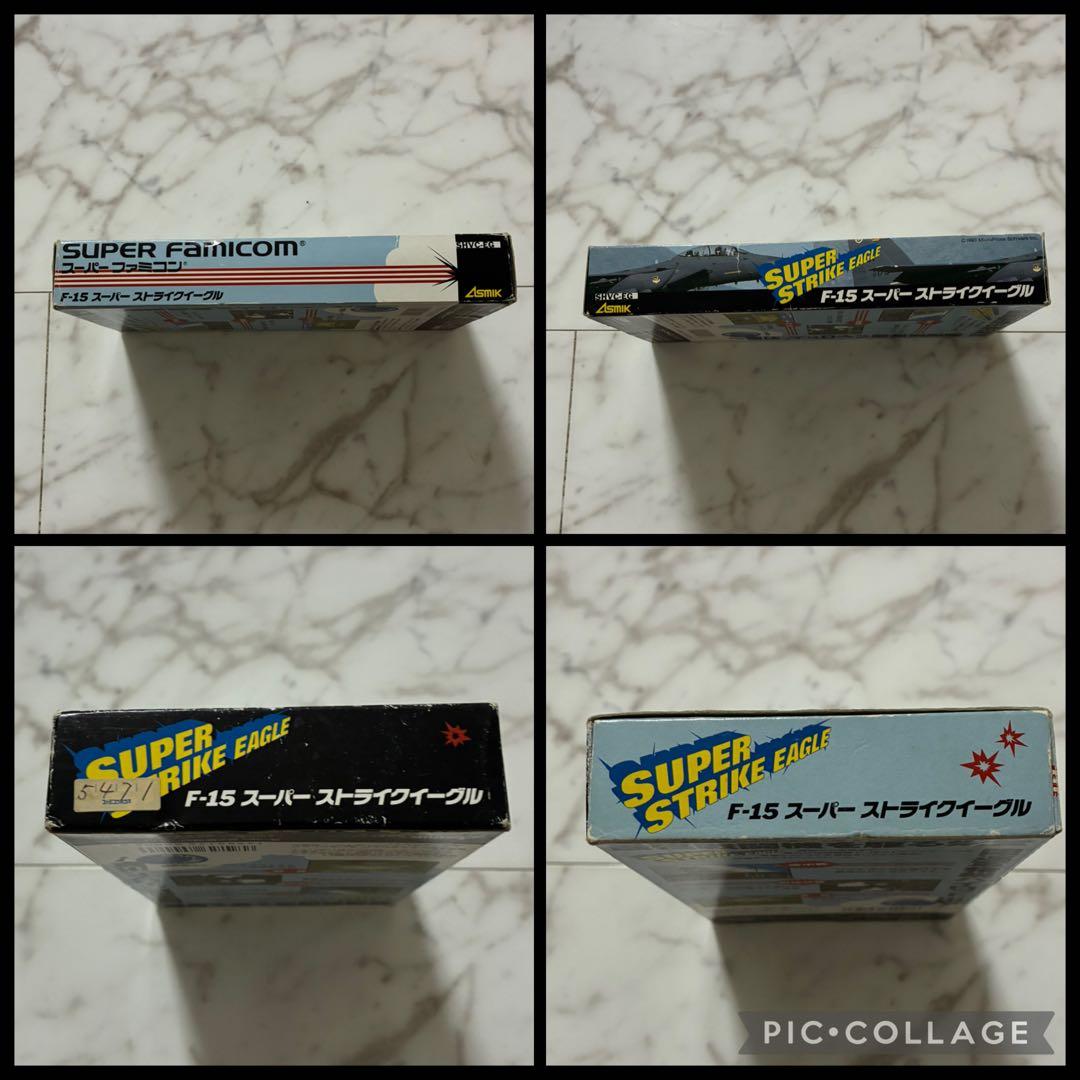 SUPER FAMICOM®
スーパーファミコン®
F-15 スーパー ストライクイーグル
SHVC-EG
ASMIK
SUPER
STRIKE EAGLE
F-15 スーパー ストライクイーグル
SHVC-EG
ASMIK
SUPER
STRIKE EAGLE
5471
F-15 スーパー ストライクイーグル
SUPER
STRIKE EAGLE
F-15 スーパー ストライクイーグル
PIC•COLLAGE